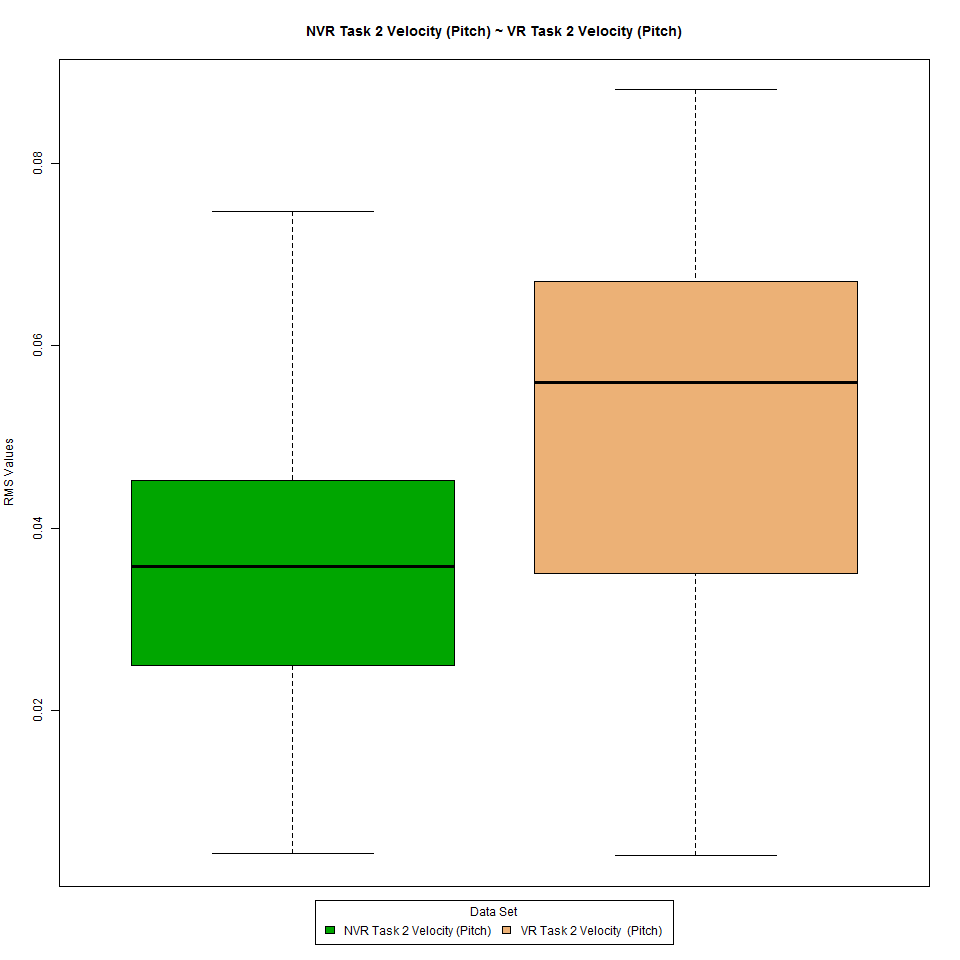 NVR Task 2 Velocity (Pitch) ~ VR Task 2 Velocity (Pitch)
RMS Values
0.08
0.06
0.04
0.02
Data Set
NVR Task 2 Velocity (Pitch) VR Task 2 Velocity (Pitch)